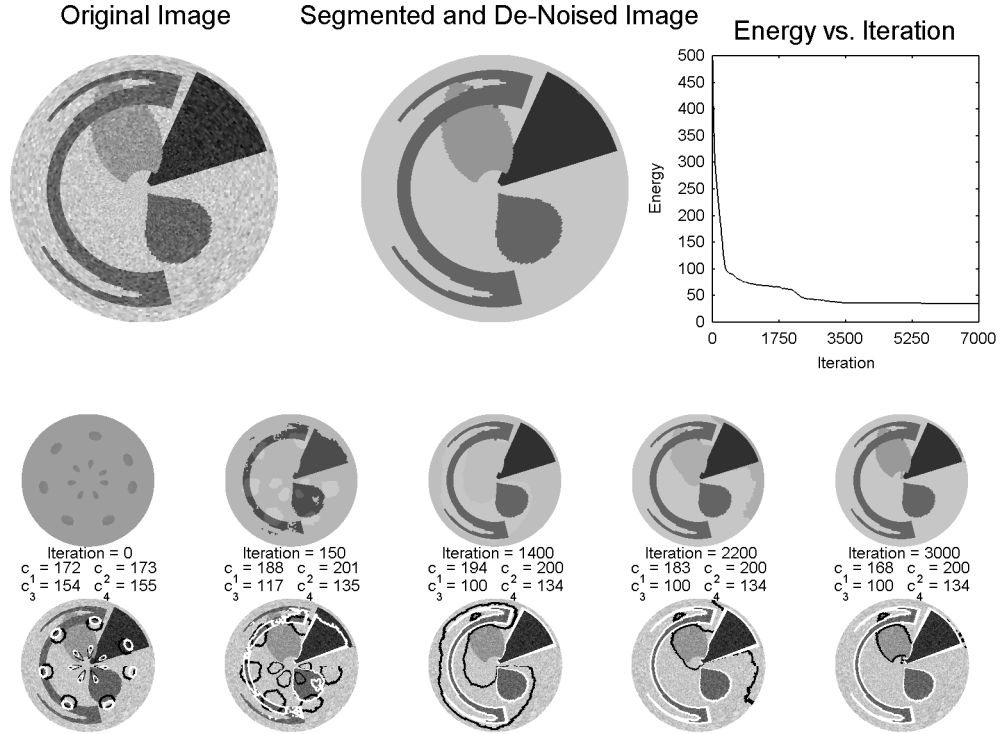 Original Image
Segmented and De-Noised Image
Energy vs. Iteration
500
450
400
350
300
250
200
150
100
50
0
Energy
0 1750 3500 5250 7000
Iteration
Iteration = 0
c1 = 172 c2 = 173
c3 = 154 c4 = 155
Iteration = 150
c1 = 188 c2 = 201
c3 = 117 c4 = 135
Iteration = 1400
c1 = 194 c2 = 200
c3 = 100 c4 = 134
Iteration = 2200
c1 = 183 c2 = 200
c3 = 100 c4 = 134
Iteration = 3000
c1 = 168 c2 = 200
c3 = 100 c4 = 134